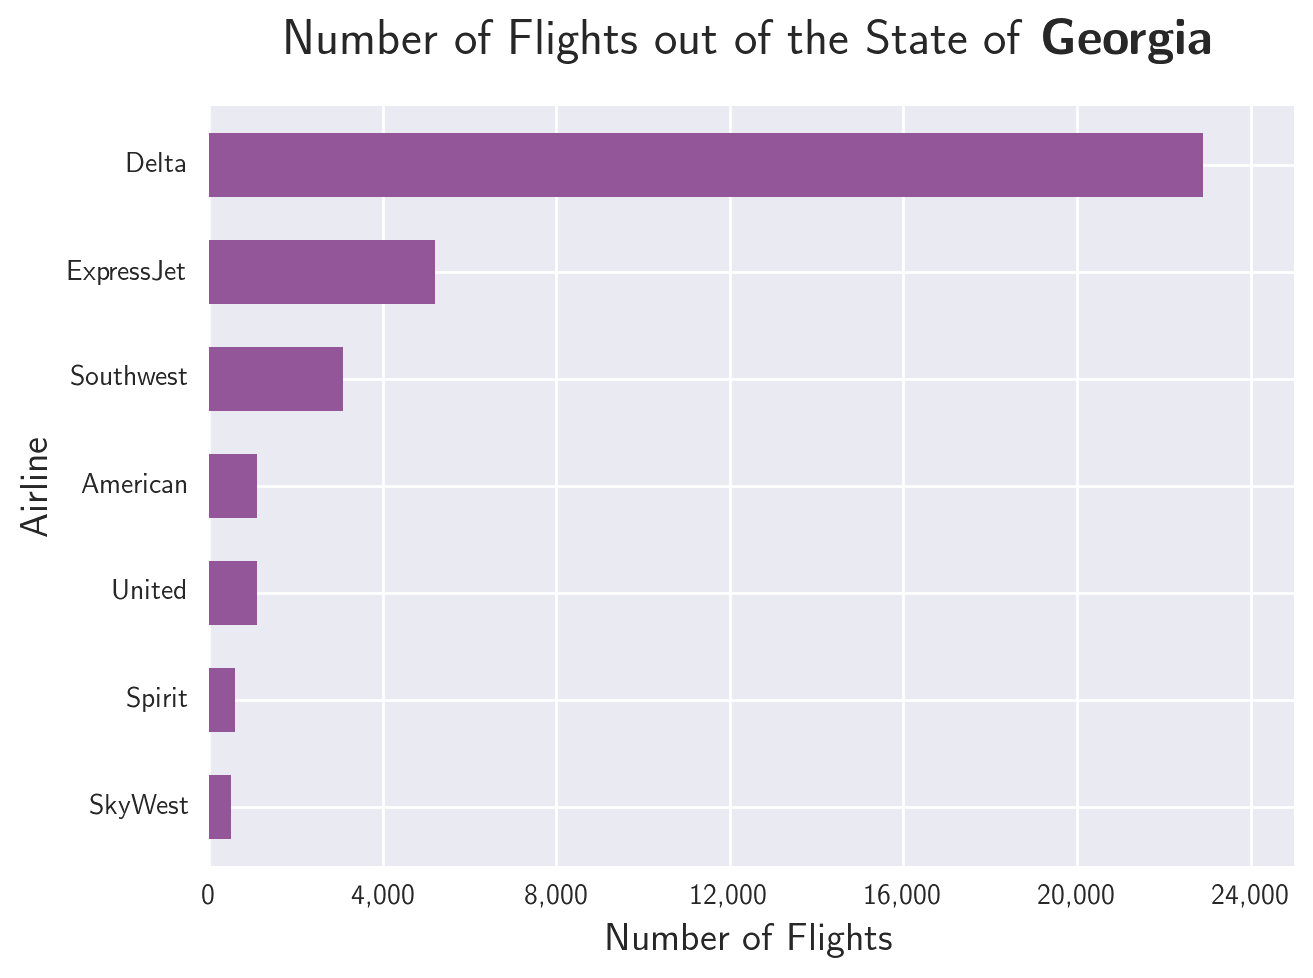 Number of Flights out of the State of Georgia
Delta
ExpressJet
Southwest
American
United
Spirit
SkyWest
Airline
0 4,000 8,000 12,000 16,000 20,000 24,000
Number of Flights